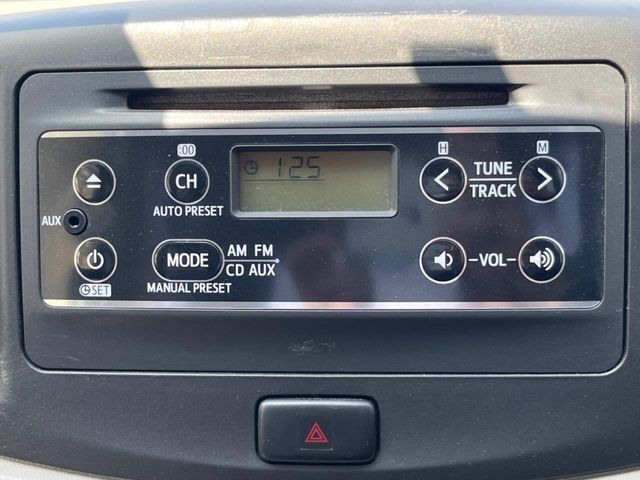 :00
H
M
CH
125
TUNE
TRACK
AUTO PRESET
AUX
MODE
AM FM
CD AUX
VOL
SET
MANUAL PRESET